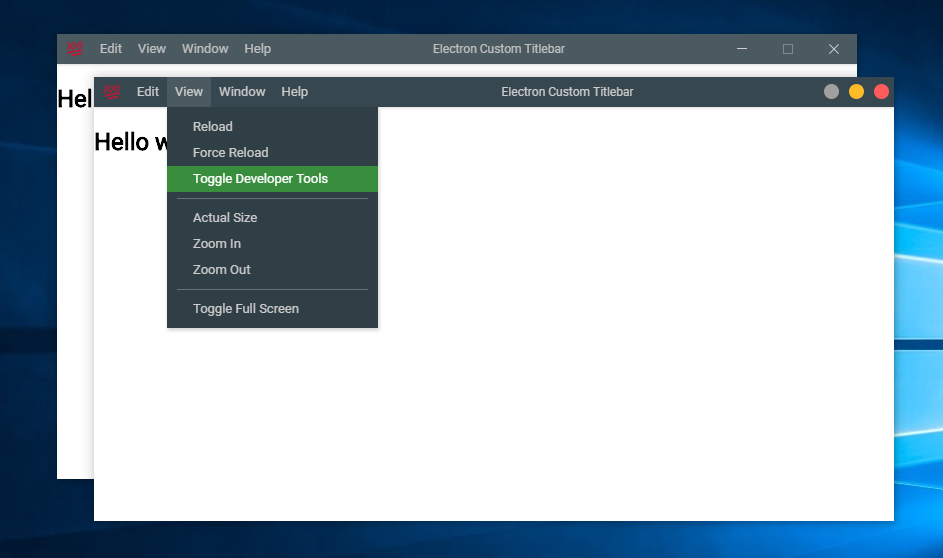 Edit View Window Help Electron Custom Titlebar
Hel
Edit View Window Help Electron Custom Titlebar
Hello w
Reload
Force Reload
Toggle Developer Tools
Actual Size
Zoom In
Zoom Out
Toggle Full Screen